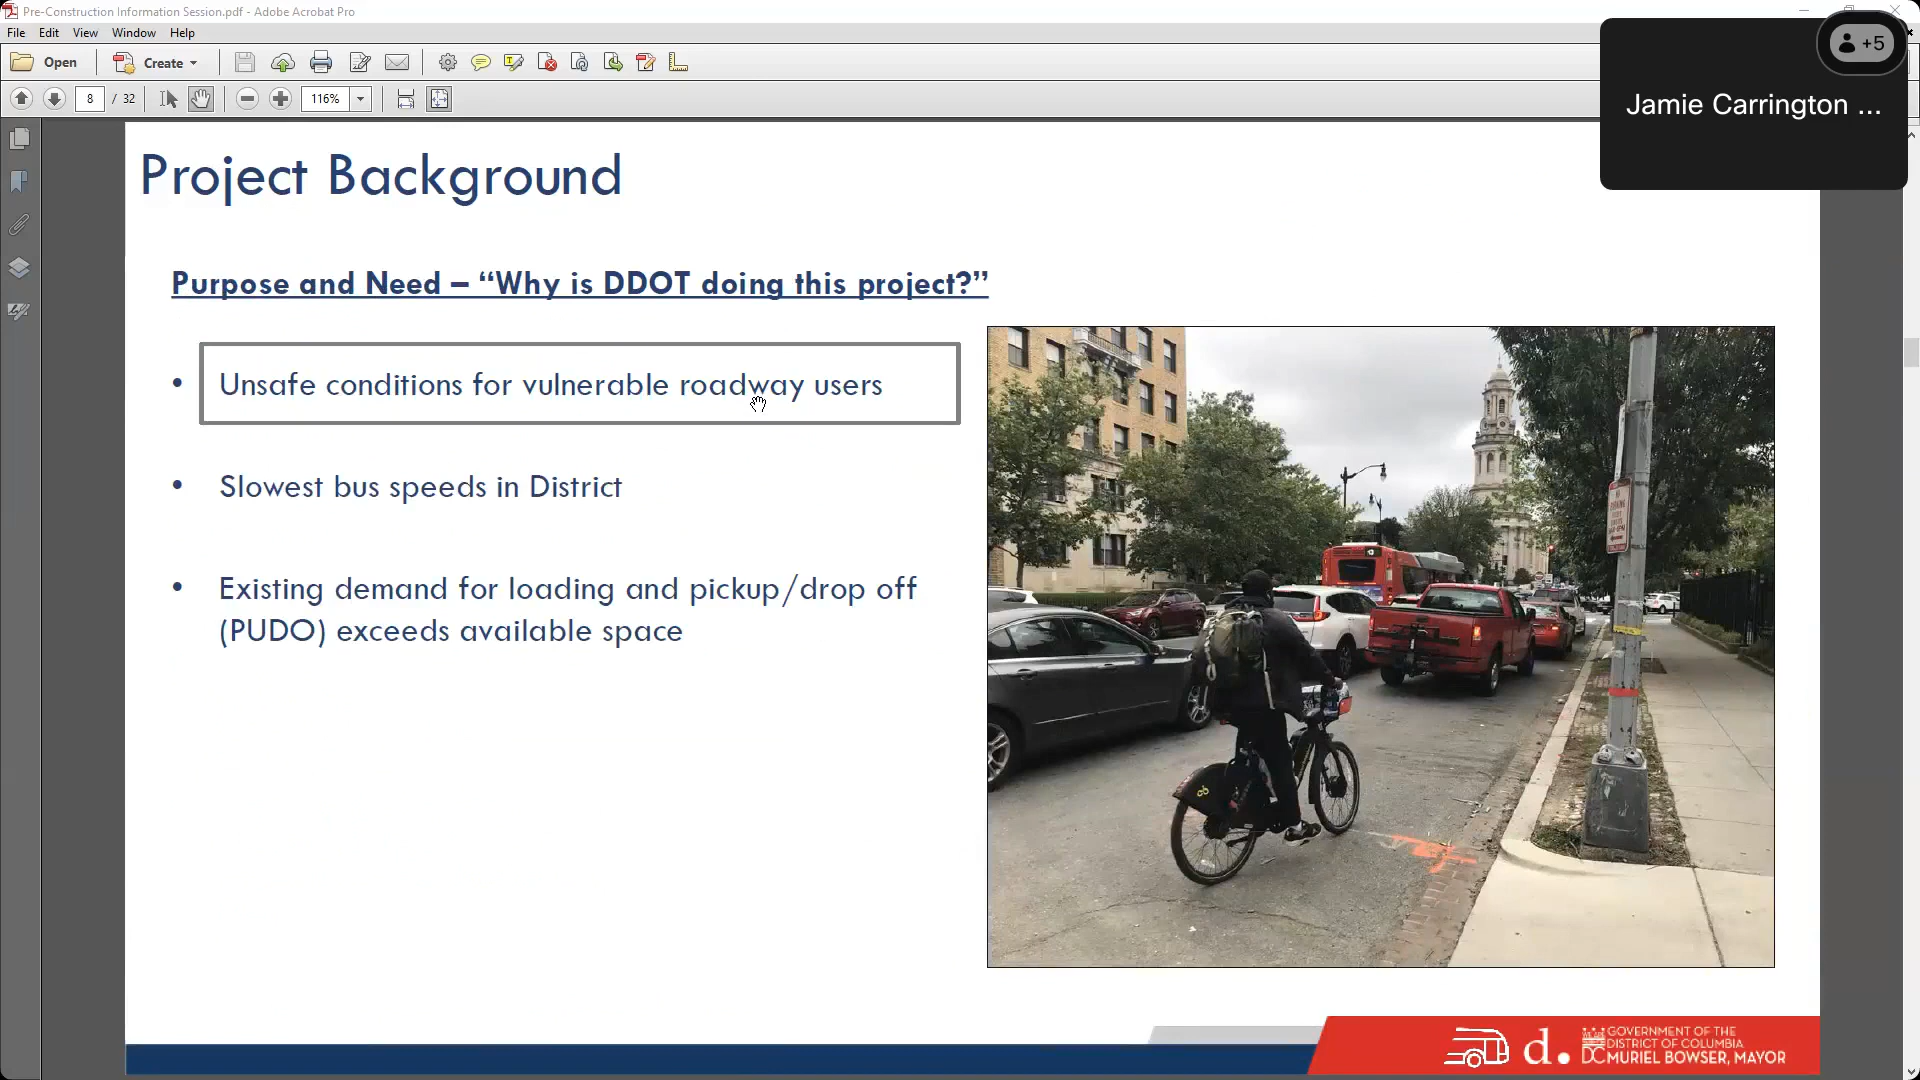 Pre-Construction Information Session.pdf - Adobe Acrobat Pro
File Edit View Window Help
Open Create
8 / 32 116%
+5
Jamie Carrington ...
Project Background
Purpose and Need – “Why is DDOT doing this project?”
• Unsafe conditions for vulnerable roadway users
• Slowest bus speeds in District
• Existing demand for loading and pickup/drop off
(PUDO) exceeds available space
d.
WE ARE
DC
GOVERNMENT OF THE
DISTRICT OF COLUMBIA
MURIEL BOWSER, MAYOR